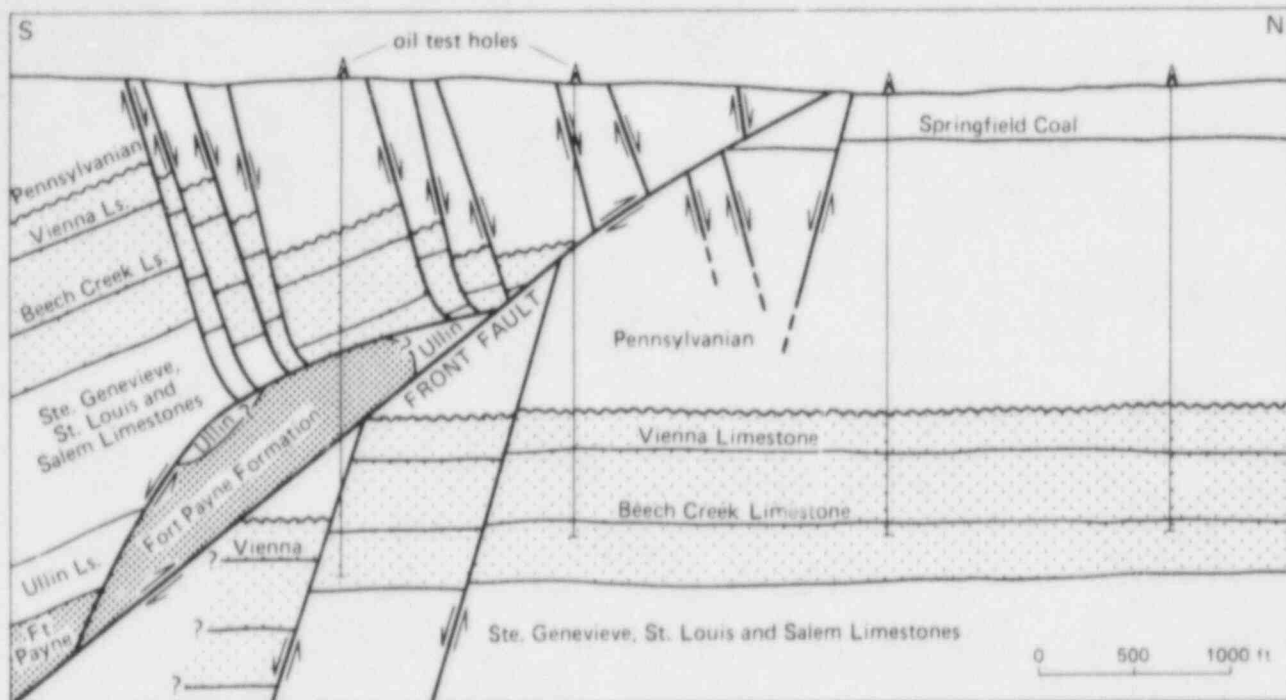 S
N
oil test holes
Springfield Coal
Pennsylvanian
Vienna Ls.
Beech Creek Ls.
Ste. Genevieve,
St. Louis and
Salem Limestones
Ullin ?
Ullin
?
FRONT FAULT
Fort Payne Formation
Pennsylvanian
Vienna Limestone
Beech Creek Limestone
Ullin Ls.
Ft.
Payne
Vienna
?
?
?
Ste. Genevieve, St. Louis and Salem Limestones
0 500 1000 ft